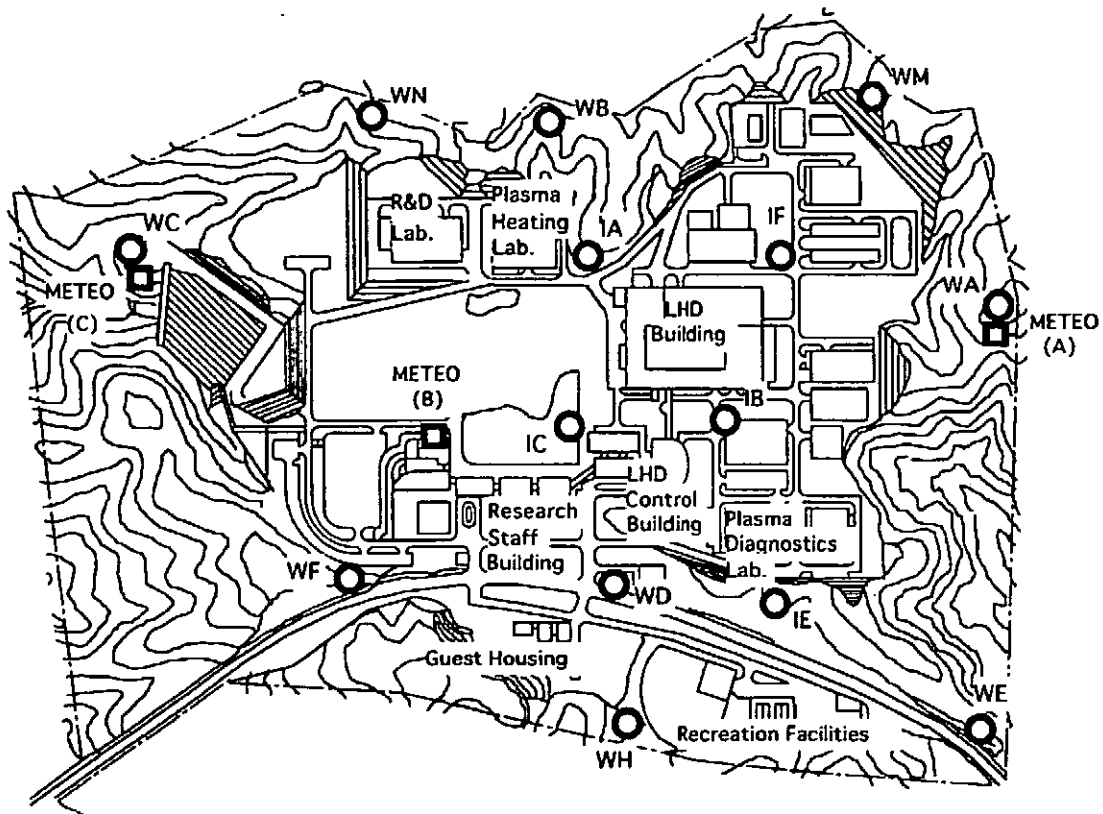 WN
WB
WM
R&D
Lab.
Plasma
Heating
Lab.
IA
IF
WC
METEO
(C)
WA
METEO
(A)
LHD
Building
METEO
(B)
IB
IC
LHD
Control
Building
Research
Staff
Building
Plasma
Diagnostics
Lab.
WF
WD
IE
Guest Housing
WE
Recreation Facilities
WH